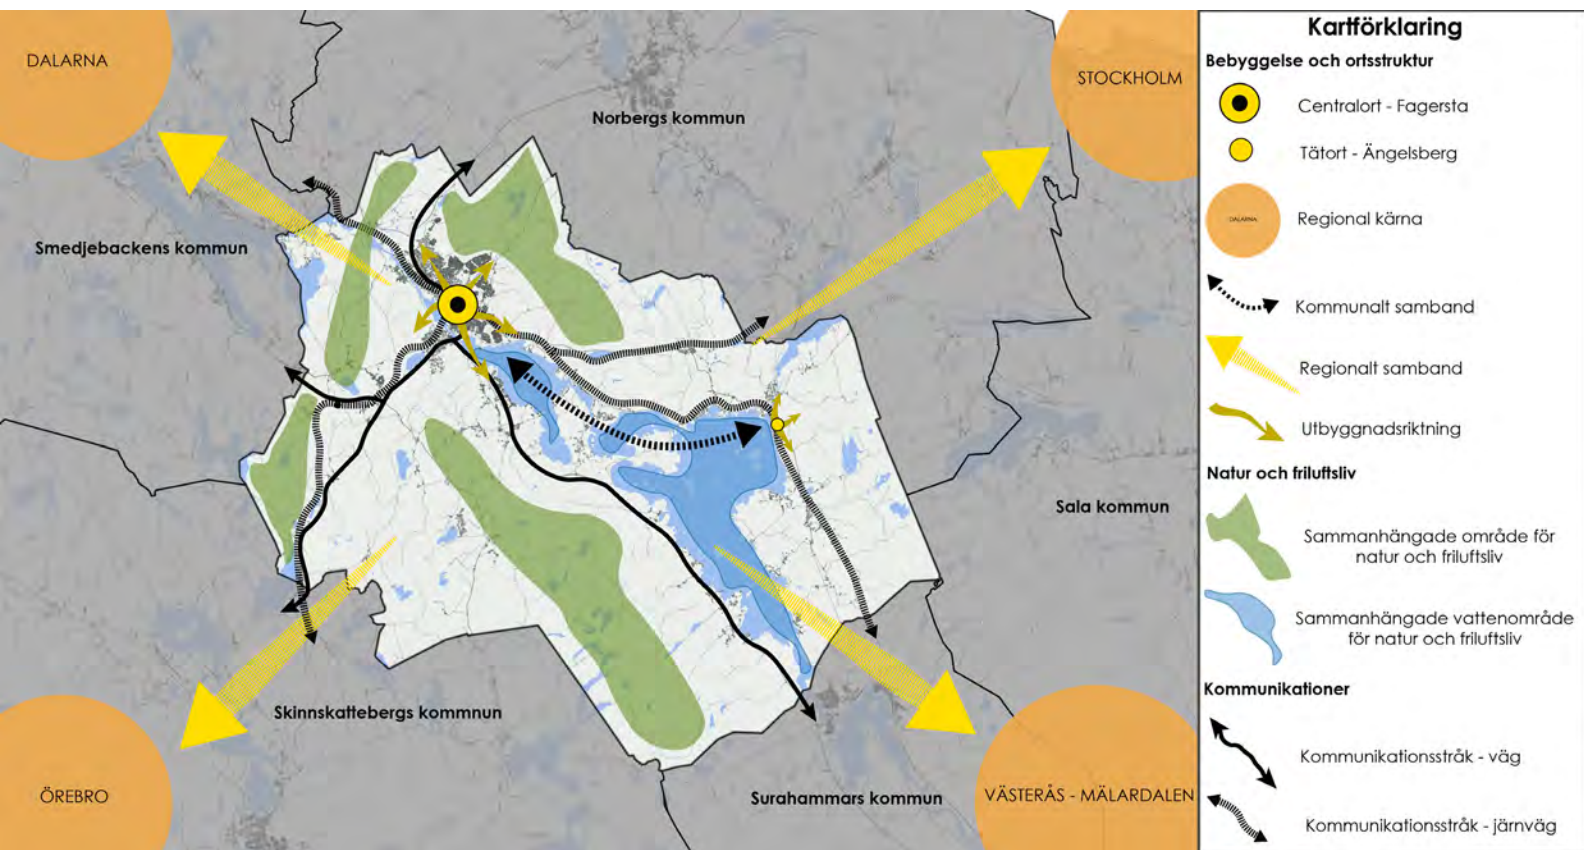 DALARNA
STOCKHOLM
Norbergs kommun
Smedjebackens kommun
Sala kommun
Skinnskattebergs kommnun
ÖREBRO
Surahammars kommun
VÄSTERÅS - MÄLARDALEN
Kartförklaring
Bebyggelse och ortsstruktur
Centralort - Fagersta
Tätort - Ängelsberg
DALARNA
Regional kärna
Kommunalt samband
Regionalt samband
Utbyggnadsriktning
Natur och friluftsliv
Sammanhängade område för
natur och friluftsliv
Sammanhängade vattenområde
för natur och friluftsliv
Kommunikationer
Kommunikationsstråk - väg
Kommunikationsstråk - järnväg